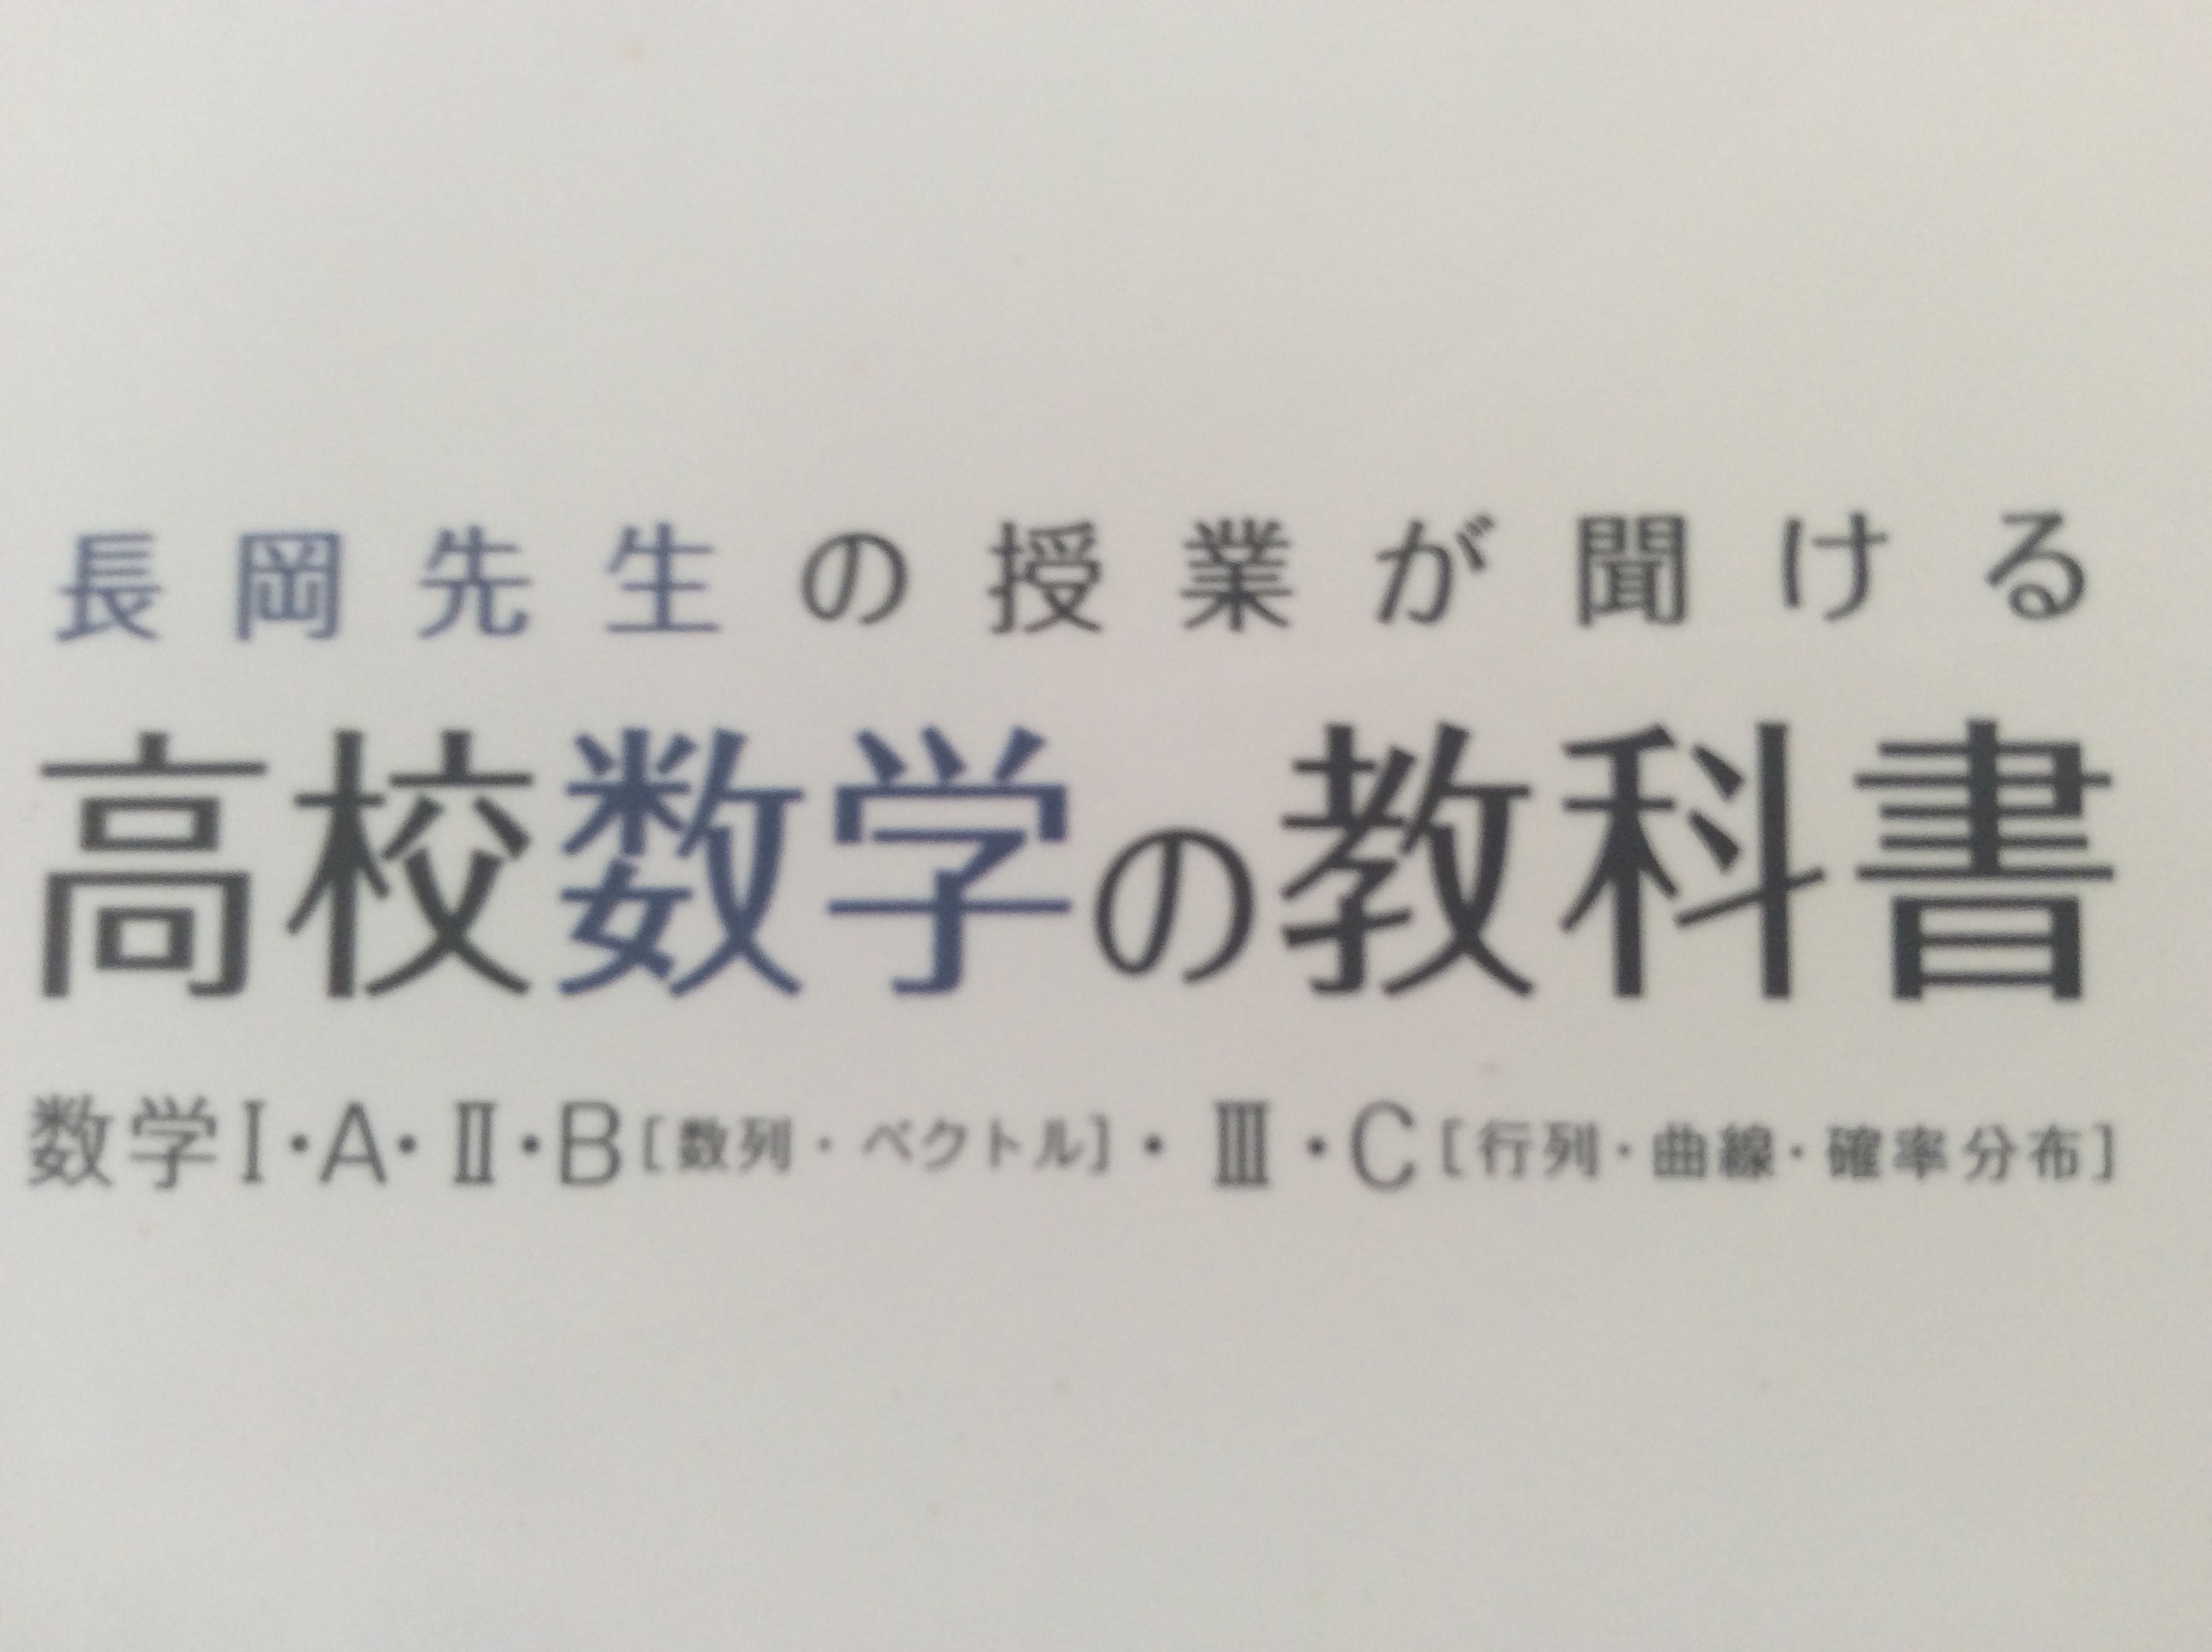 長岡先生の授業が聞ける
高校数学の教科書
数学Ⅰ・A・Ⅱ・B[数列・ベクトル]・Ⅲ・C[行列・曲線・確率分布]